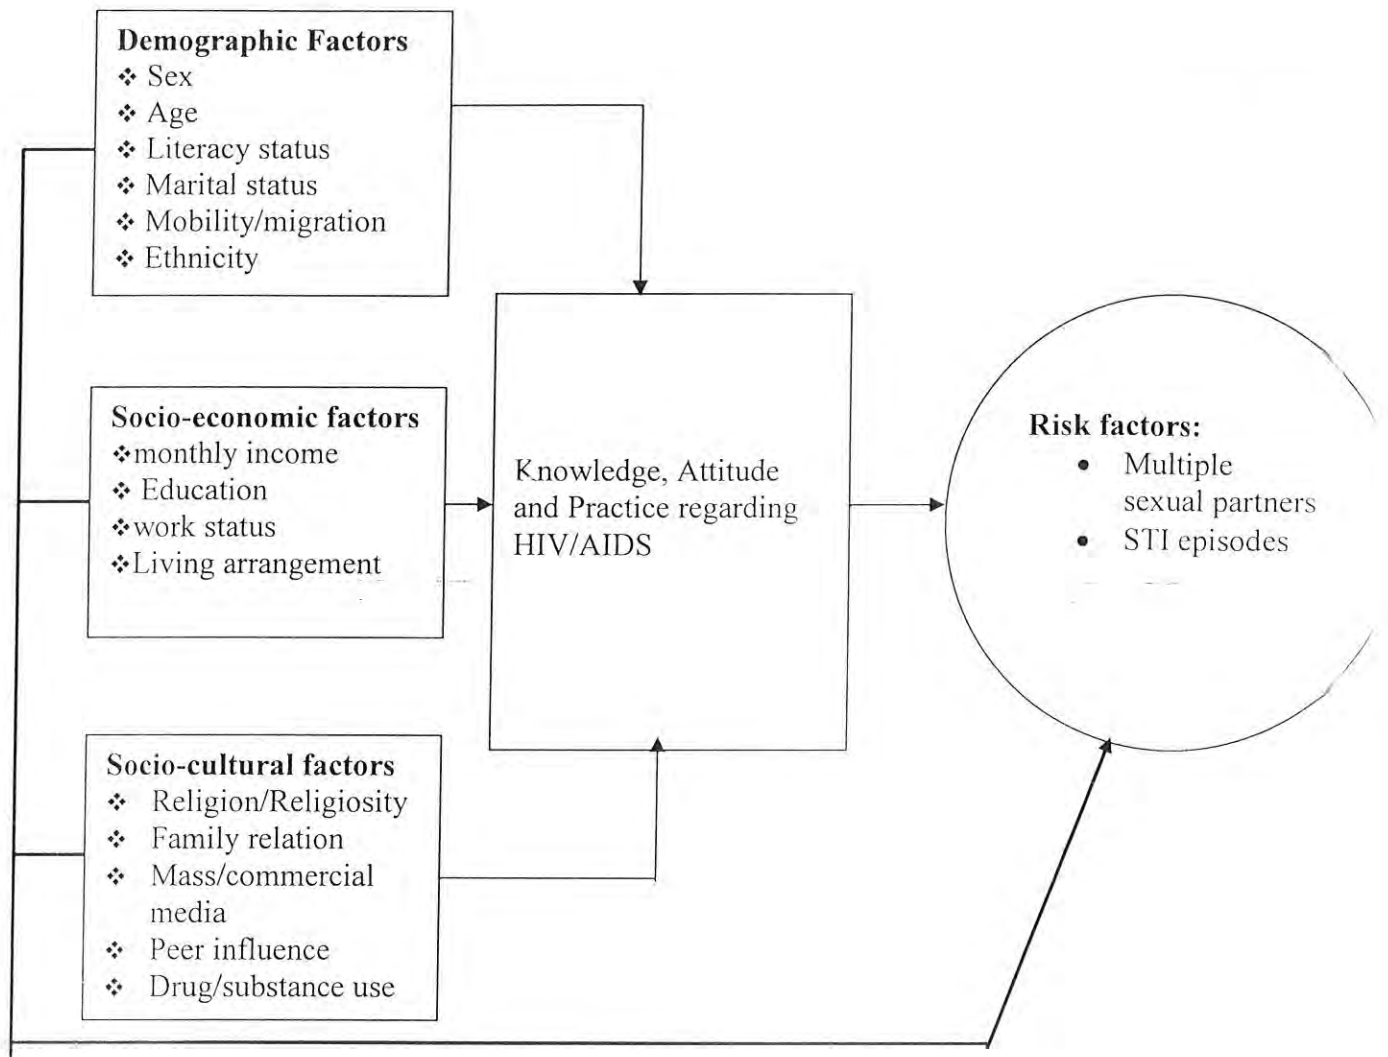 Demographic Factors
❖ Sex
❖ Age
❖ Literacy status
❖ Marital status
❖ Mobility/migration
❖ Ethnicity
Socio-economic factors
❖monthly income
❖ Education
❖work status
❖Living arrangement
Socio-cultural factors
❖ Religion/Religiosity
❖ Family relation
❖ Mass/commercial
media
❖ Peer influence
❖ Drug/substance use
Knowledge, Attitude
and Practice regarding
HIV/AIDS
Risk factors:
• Multiple
sexual partners
• STI episodes